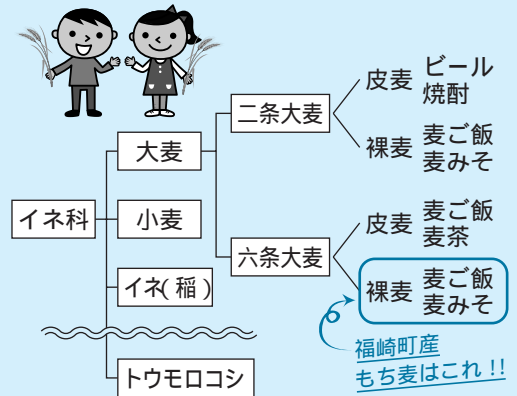 イネ科
大麦
小麦
イネ(稲)
トウモロコシ
二条大麦
皮麦
ビール
焼酎
裸麦
麦ご飯
麦みそ
六条大麦
皮麦
麦ご飯
麦茶
裸麦
麦ご飯
麦みそ
福崎町産
もち麦はこれ!!